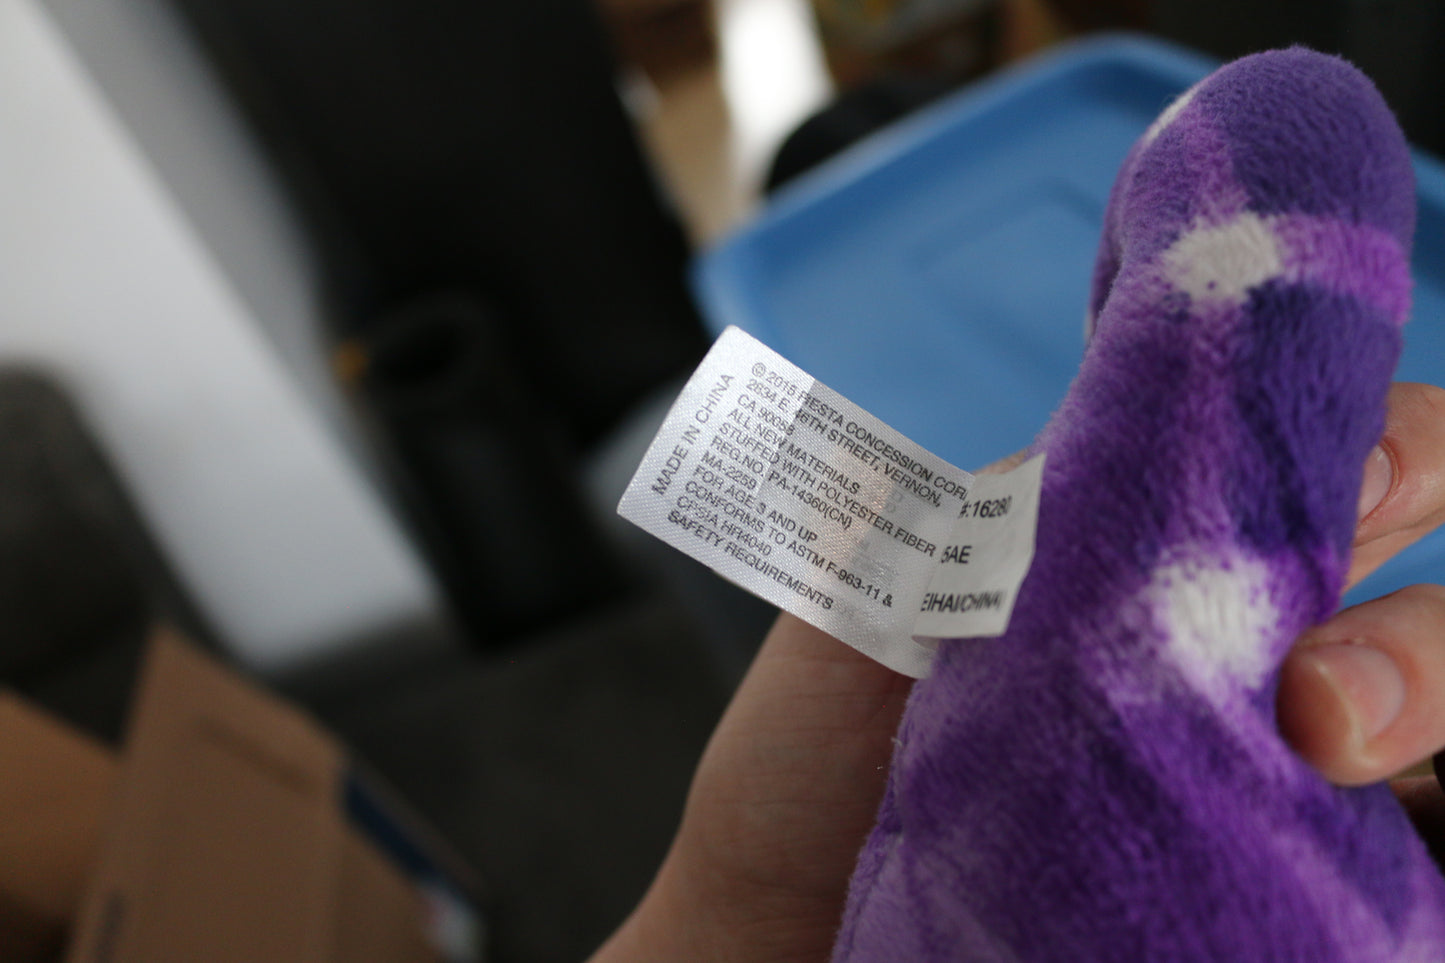 © 2015 FIESTA CONCESSION COR
2834 E. 46TH STREET, VERNON,
CA 90058
ALL NEW MATERIALS
STUFFED WITH POLYESTER FIBER
REG.NO. PA-14360(CN)
MA-2259
FOR AGE 3 AND UP
CONFORMS TO ASTM F-963-11 &
CPSIA HR4040
SAFETY REQUIREMENTS
MADE IN CHINA
#:16280
5AE
EIHAI/CHINA)